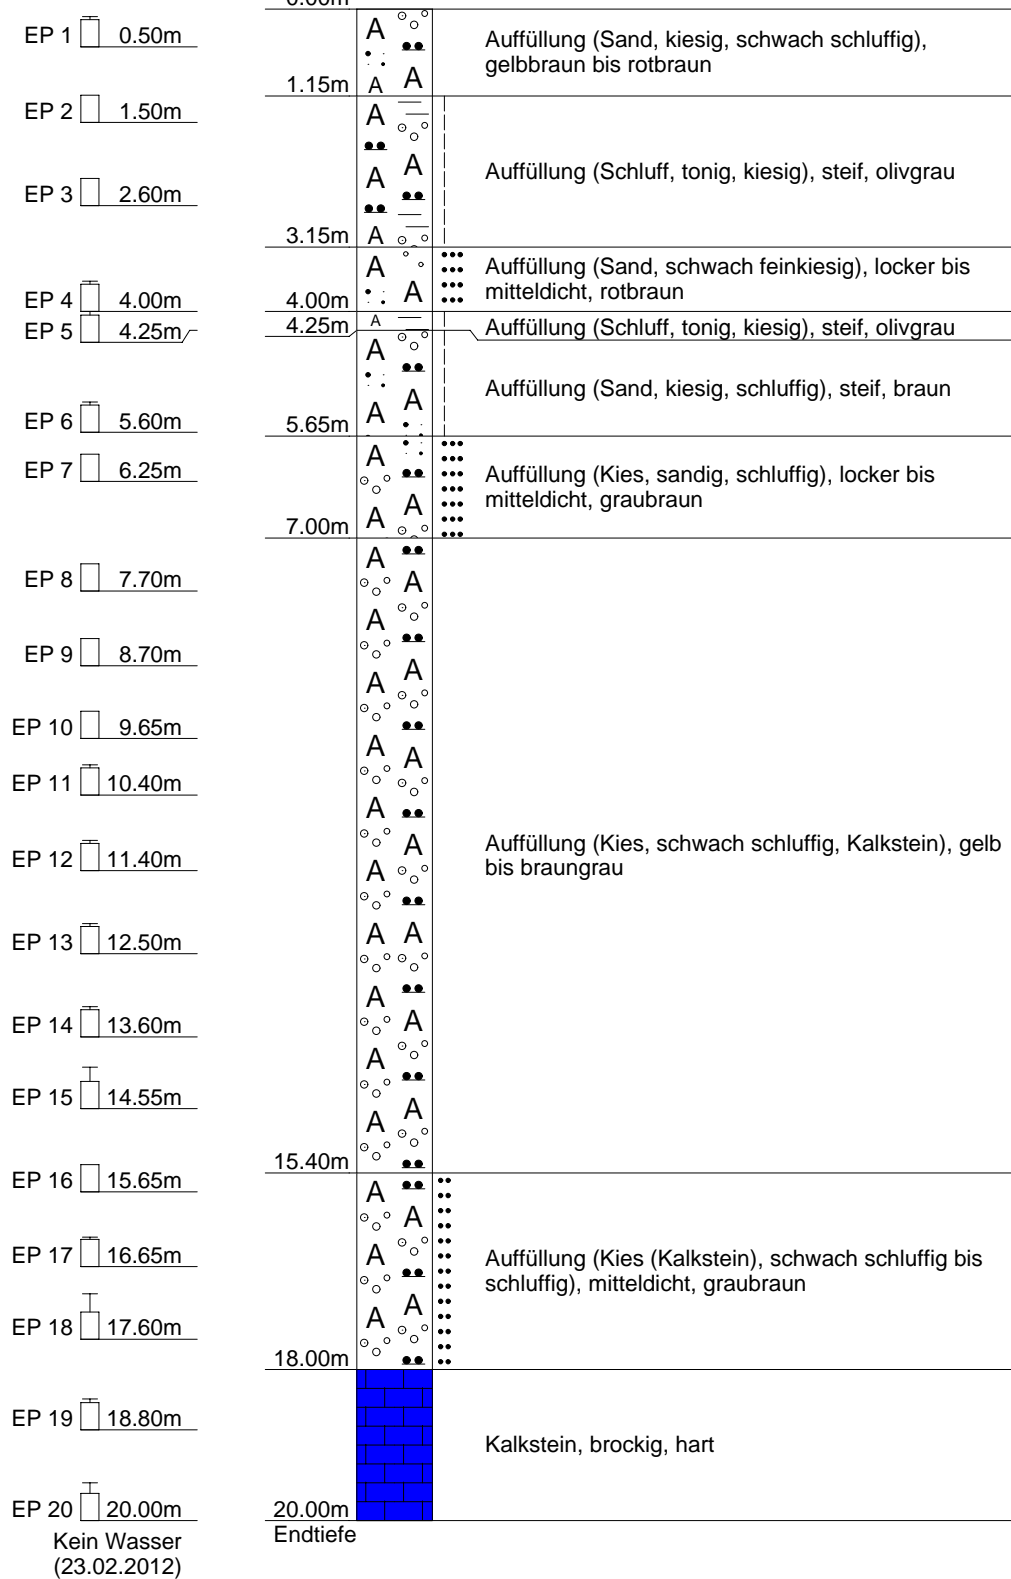 0.00m
EP 1 0.50m
Auffüllung (Sand, kiesig, schwach schluffig),
gelbbraun bis rotbraun
1.15m
EP 2 1.50m
Auffüllung (Schluff, tonig, kiesig), steif, olivgrau
EP 3 2.60m
3.15m
Auffüllung (Sand, schwach feinkiesig), locker bis
mitteldicht, rotbraun
EP 4 4.00m
4.00m
EP 5 4.25m
4.25m
Auffüllung (Schluff, tonig, kiesig), steif, olivgrau
Auffüllung (Sand, kiesig, schluffig), steif, braun
EP 6 5.60m
5.65m
EP 7 6.25m
Auffüllung (Kies, sandig, schluffig), locker bis
mitteldicht, graubraun
7.00m
EP 8 7.70m
EP 9 8.70m
EP 10 9.65m
EP 11 10.40m
EP 12 11.40m
Auffüllung (Kies, schwach schluffig, Kalkstein), gelb
bis braungrau
EP 13 12.50m
EP 14 13.60m
EP 15 14.55m
15.40m
EP 16 15.65m
EP 17 16.65m
Auffüllung (Kies (Kalkstein), schwach schluffig bis
schluffig), mitteldicht, graubraun
EP 18 17.60m
18.00m
EP 19 18.80m
Kalkstein, brockig, hart
EP 20 20.00m
20.00m
Endtiefe
Kein Wasser
(23.02.2012)